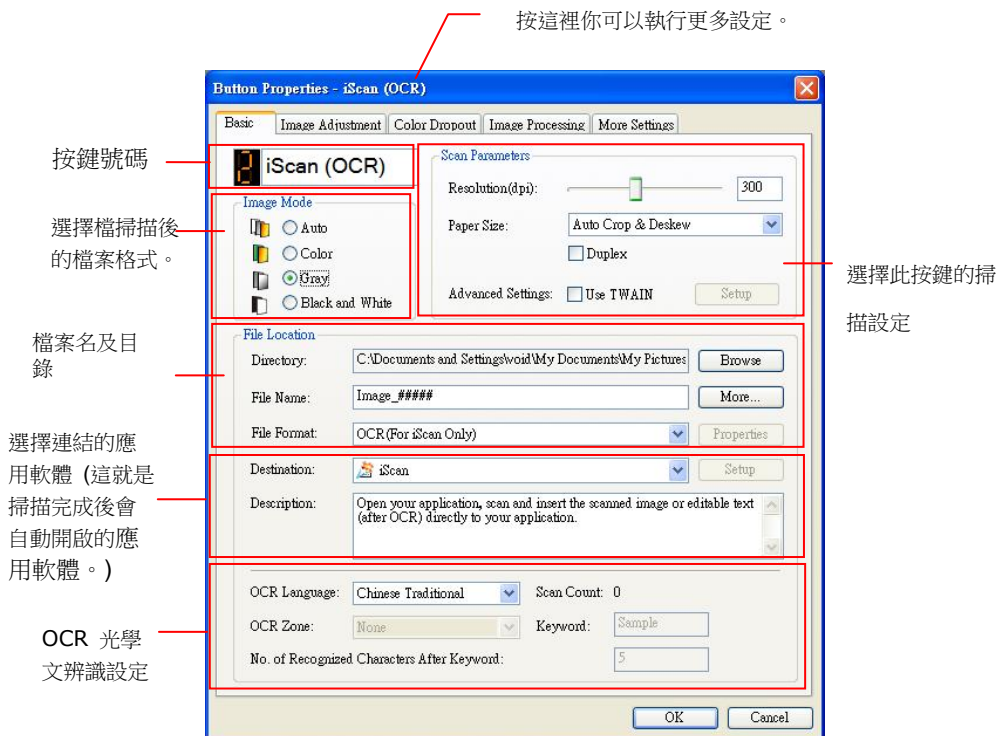 按這裡你可以執行更多設定。
Button Properties - iScan (OCR)
Basic Image Adjustment Color Dropout Image Processing More Settings
按鍵號碼
2 iScan (OCR)
選擇檔掃描後
的檔案格式。
Image Mode
Auto
Color
Gray
Black and White
Scan Parameters
Resolution(dpi): 300
Paper Size: Auto Crop & Deskew
Duplex
Advanced Settings: Use TWAIN Setup
選擇此按鍵的掃
描設定
檔案名及目
錄
File Location
Directory: C:\Documents and Settings\void\My Documents\My Pictures Browse
File Name: Image_##### More...
File Format: OCR(For iScan Only) Properties
選擇連結的應
用軟體 (這就是
掃描完成後會
自動開啟的應
用軟體。)
Destination: iScan Setup
Description: Open your application, scan and insert the scanned image or editable text
(after OCR) directly to your application.
OCR 光學
文辨識設定
OCR Language: Chinese Traditional Scan Count: 0
OCR Zone: None Keyword: Sample
No. of Recognized Characters After Keyword: 5
OK Cancel